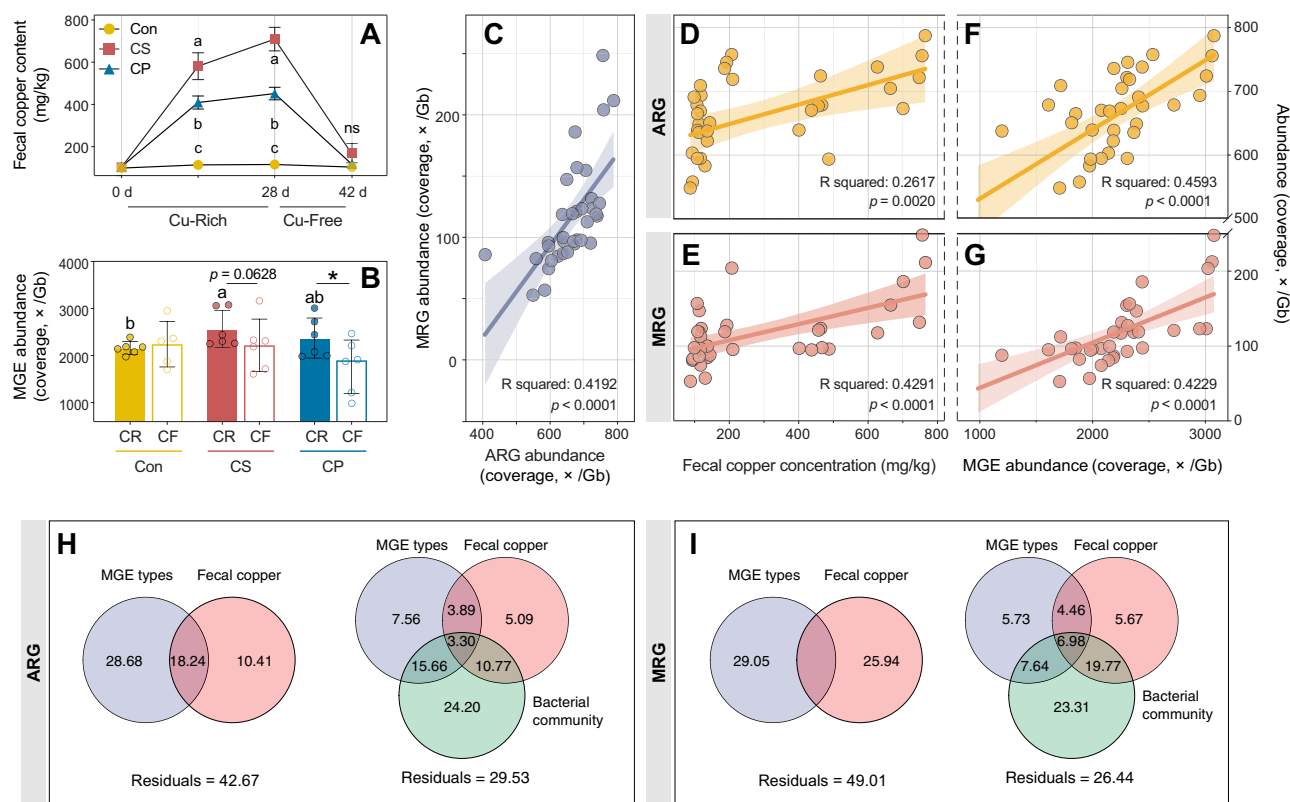 A
Con
CS
CP
Fecal copper content
(mg/kg)
800
600
400
200
a
a
b
b
c
c
ns
0 d
28 d
42 d
Cu-Rich
Cu-Free
B
MGE abundance
(coverage, × /Gb)
4000
3000
2000
1000
b
p = 0.0628
a
ab
*
CR
CF
CR
CF
CR
CF
Con
CS
CP
C
MRG abundance (coverage, × /Gb)
200
100
0
R squared: 0.4192
p < 0.0001
400
600
800
ARG abundance
(coverage, × /Gb)
ARG
D
R squared: 0.2617
p = 0.0020
F
R squared: 0.4593
p < 0.0001
800
700
600
500
Abundance (coverage, × /Gb)
MRG
E
R squared: 0.4291
p < 0.0001
G
R squared: 0.4229
p < 0.0001
200
100
0
200
400
600
800
Fecal copper concentration (mg/kg)
1000
2000
3000
MGE abundance (coverage, × /Gb)
ARG
H
MGE types
Fecal copper
28.68
18.24
10.41
Residuals = 42.67
MGE types
Fecal copper
7.56
3.89
5.09
3.30
15.66
10.77
24.20
Bacterial
community
Residuals = 29.53
MRG
I
MGE types
Fecal copper
29.05
25.94
Residuals = 49.01
MGE types
Fecal copper
5.73
4.46
5.67
6.98
7.64
19.77
23.31
Bacterial
community
Residuals = 26.44